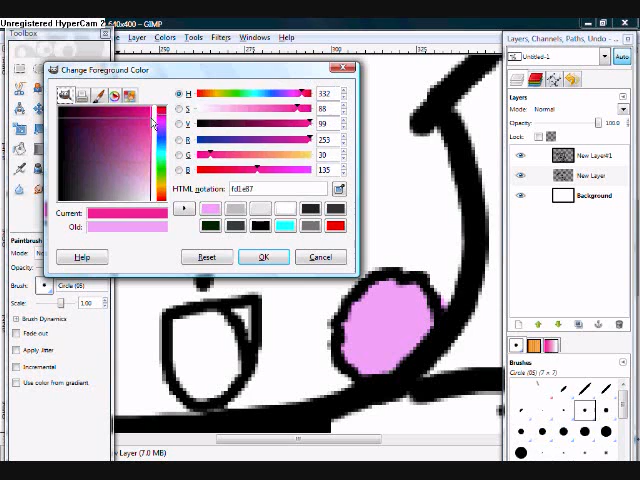 Unregistered HyperCam 2
640x400 – GIMP
Toolbox
Layer Colors Tools Filters Windows
Layers, Channels, Paths, Undo -
250
325
Change Foreground Color
Untitled-1
Auto
H 332
S 88
V 99
R 253
G 30
B 135
HTML notation: fd1e87
Current:
Old:
Help
Reset
OK
Cancel
Layers
Mode: Normal
Opacity: 100.0
Lock:
New Layer#1
New Layer
Background
Paintbrush
Opacity:
Brush: Circle (05)
Scale: 1.00
Brush Dynamics
Fade out
Apply Jitter
Incremental
Use color from gradient
Brushes
Circle (05) (7 × 7)
Layer (7.0 MB)